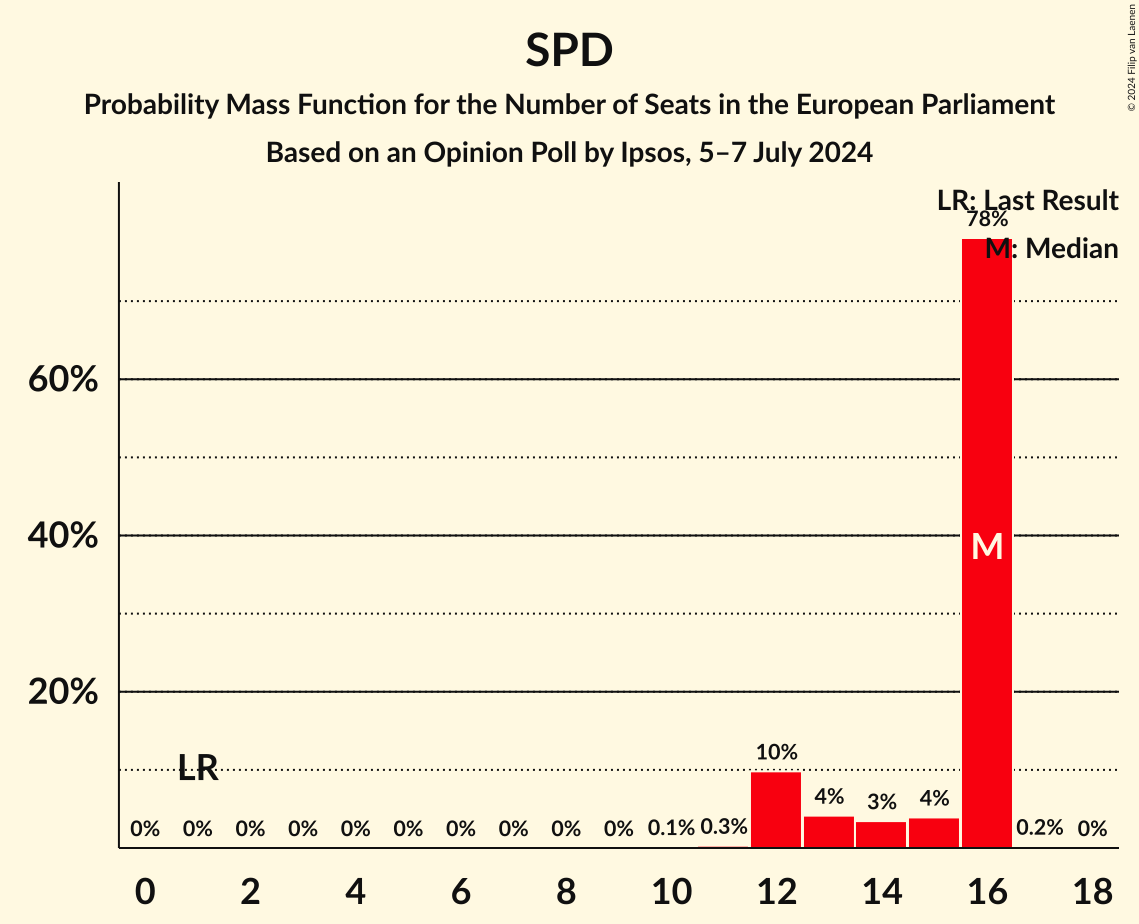 SPD
Probability Mass Function for the Number of Seats in the European Parliament
Based on an Opinion Poll by Ipsos, 5–7 July 2024
© 2024 Filip van Laenen
LR: Last Result
M: Median
78%
60%
40%
20%
M
LR
0% 0% 0% 0% 0% 0% 0% 0% 0% 0% 0.1% 0.3% 10% 4% 3% 4% 0.2% 0%
0 2 4 6 8 10 12 14 16 18